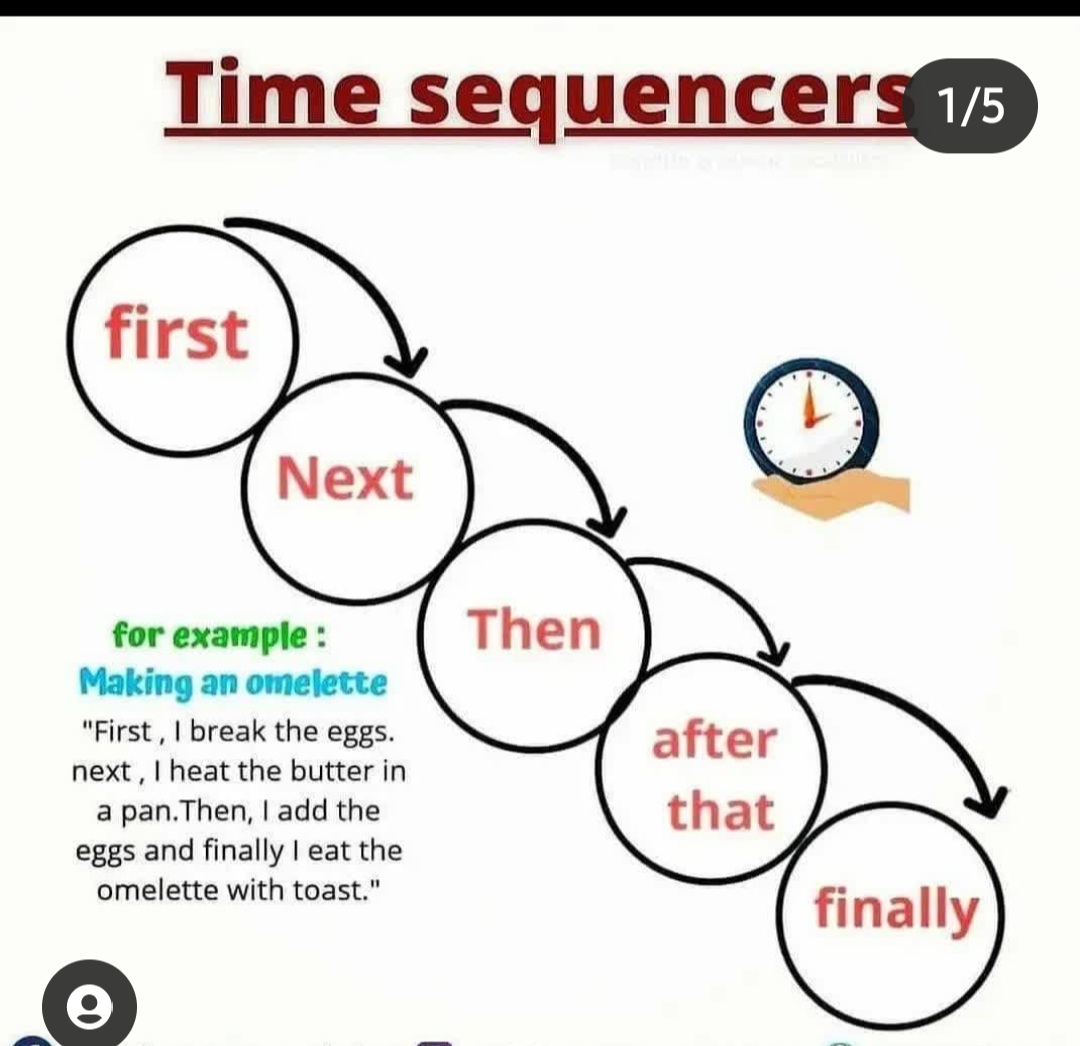 Time sequencers
1/5
first
Next
Then
after
that
finally
for example :
Making an omelette
"First , I break the eggs.
next , I heat the butter in
a pan.Then, I add the
eggs and finally I eat the
omelette with toast."